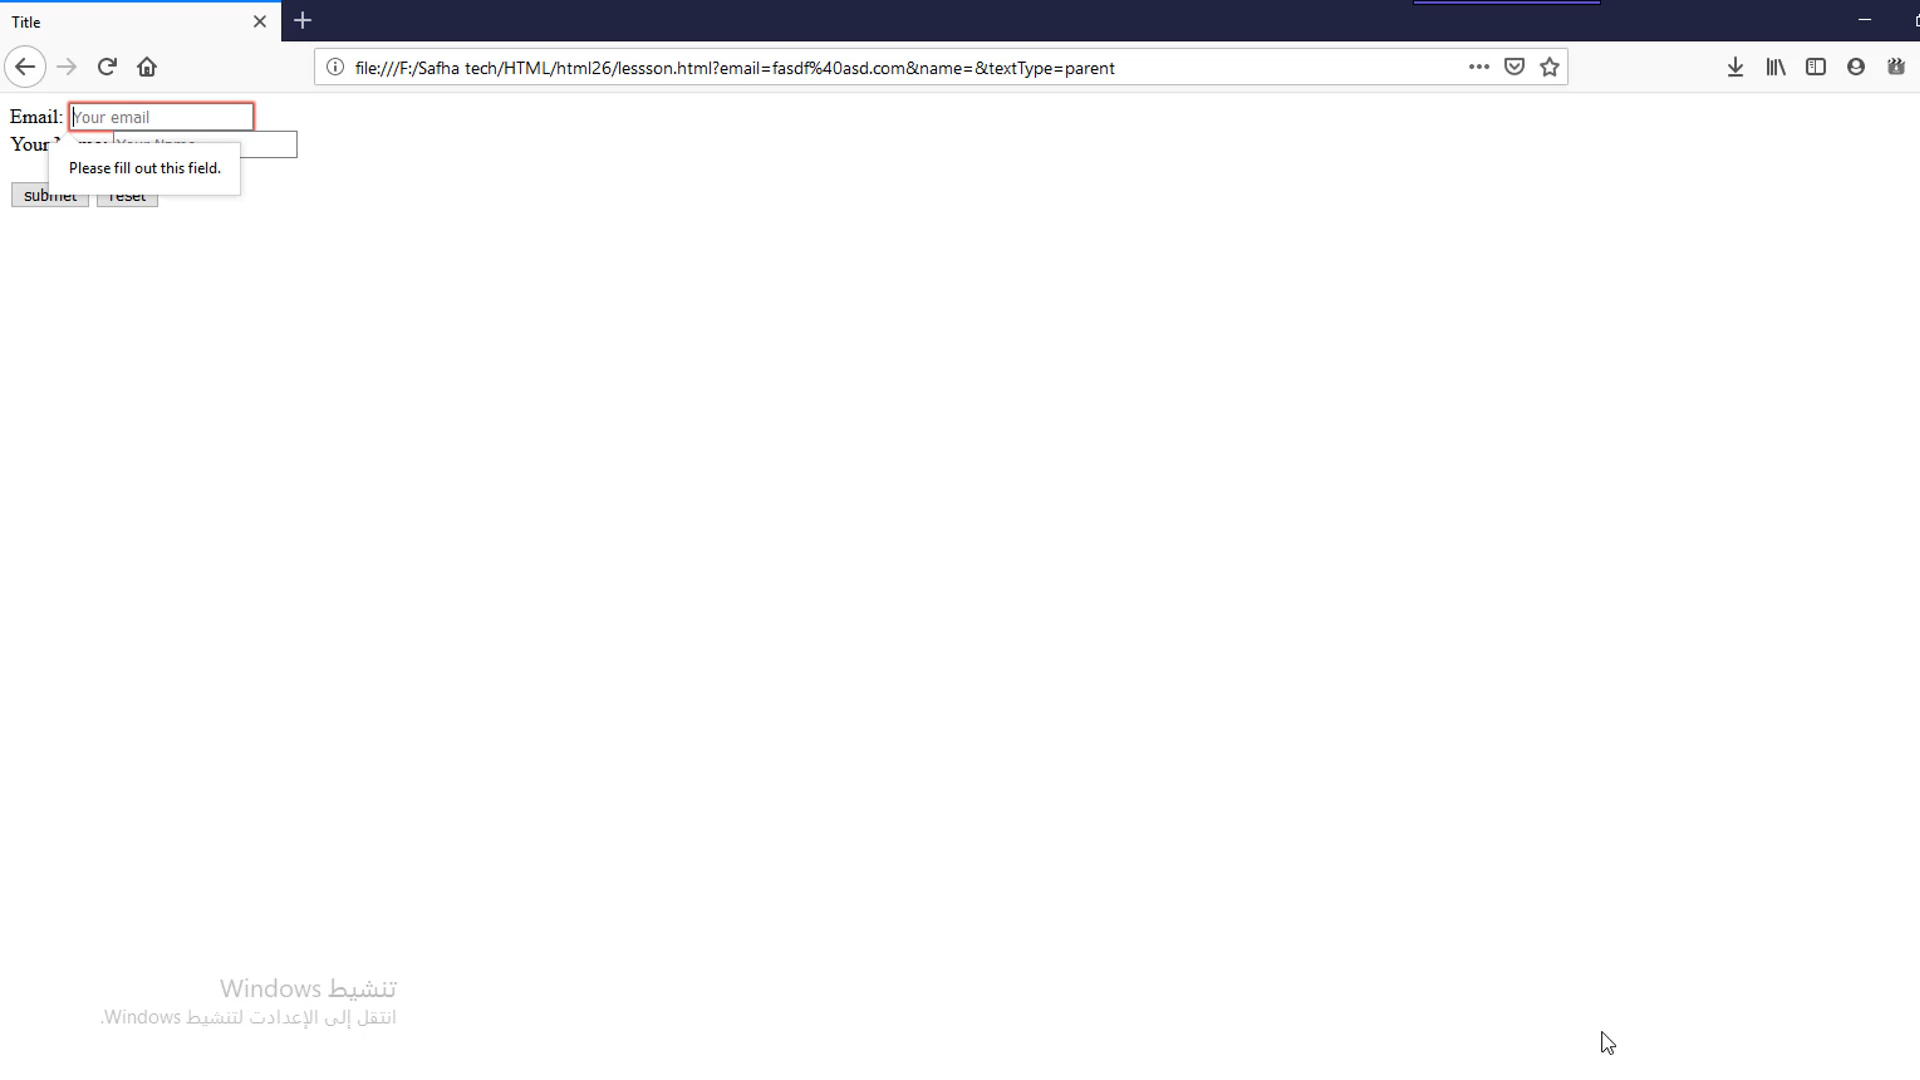 Title
file:///F:/Safha tech/HTML/html26/lessson.html?email=fasdf%40asd.com&name=&textType=parent
Email: Your email
Your
Please fill out this field.
submet reset
تنشيط Windows
انتقل إلى الإعدادت لتنشيط Windows.